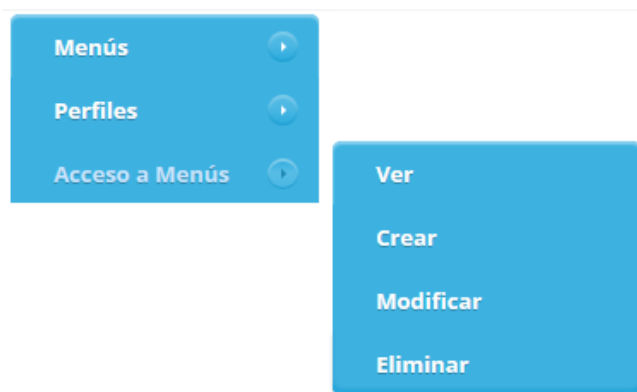 Menús
Perfiles
Acceso a Menús
Ver
Crear
Modificar
Eliminar